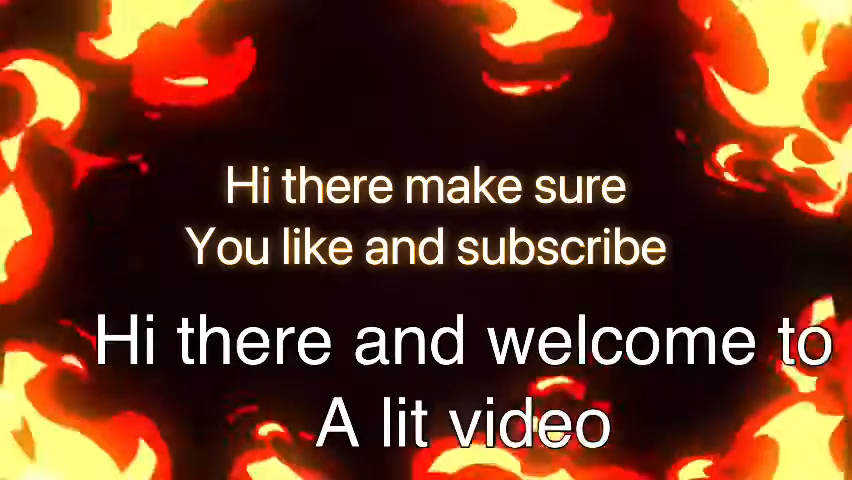 Hi there make sure
You like and subscribe
Hi there and welcome to
A lit video